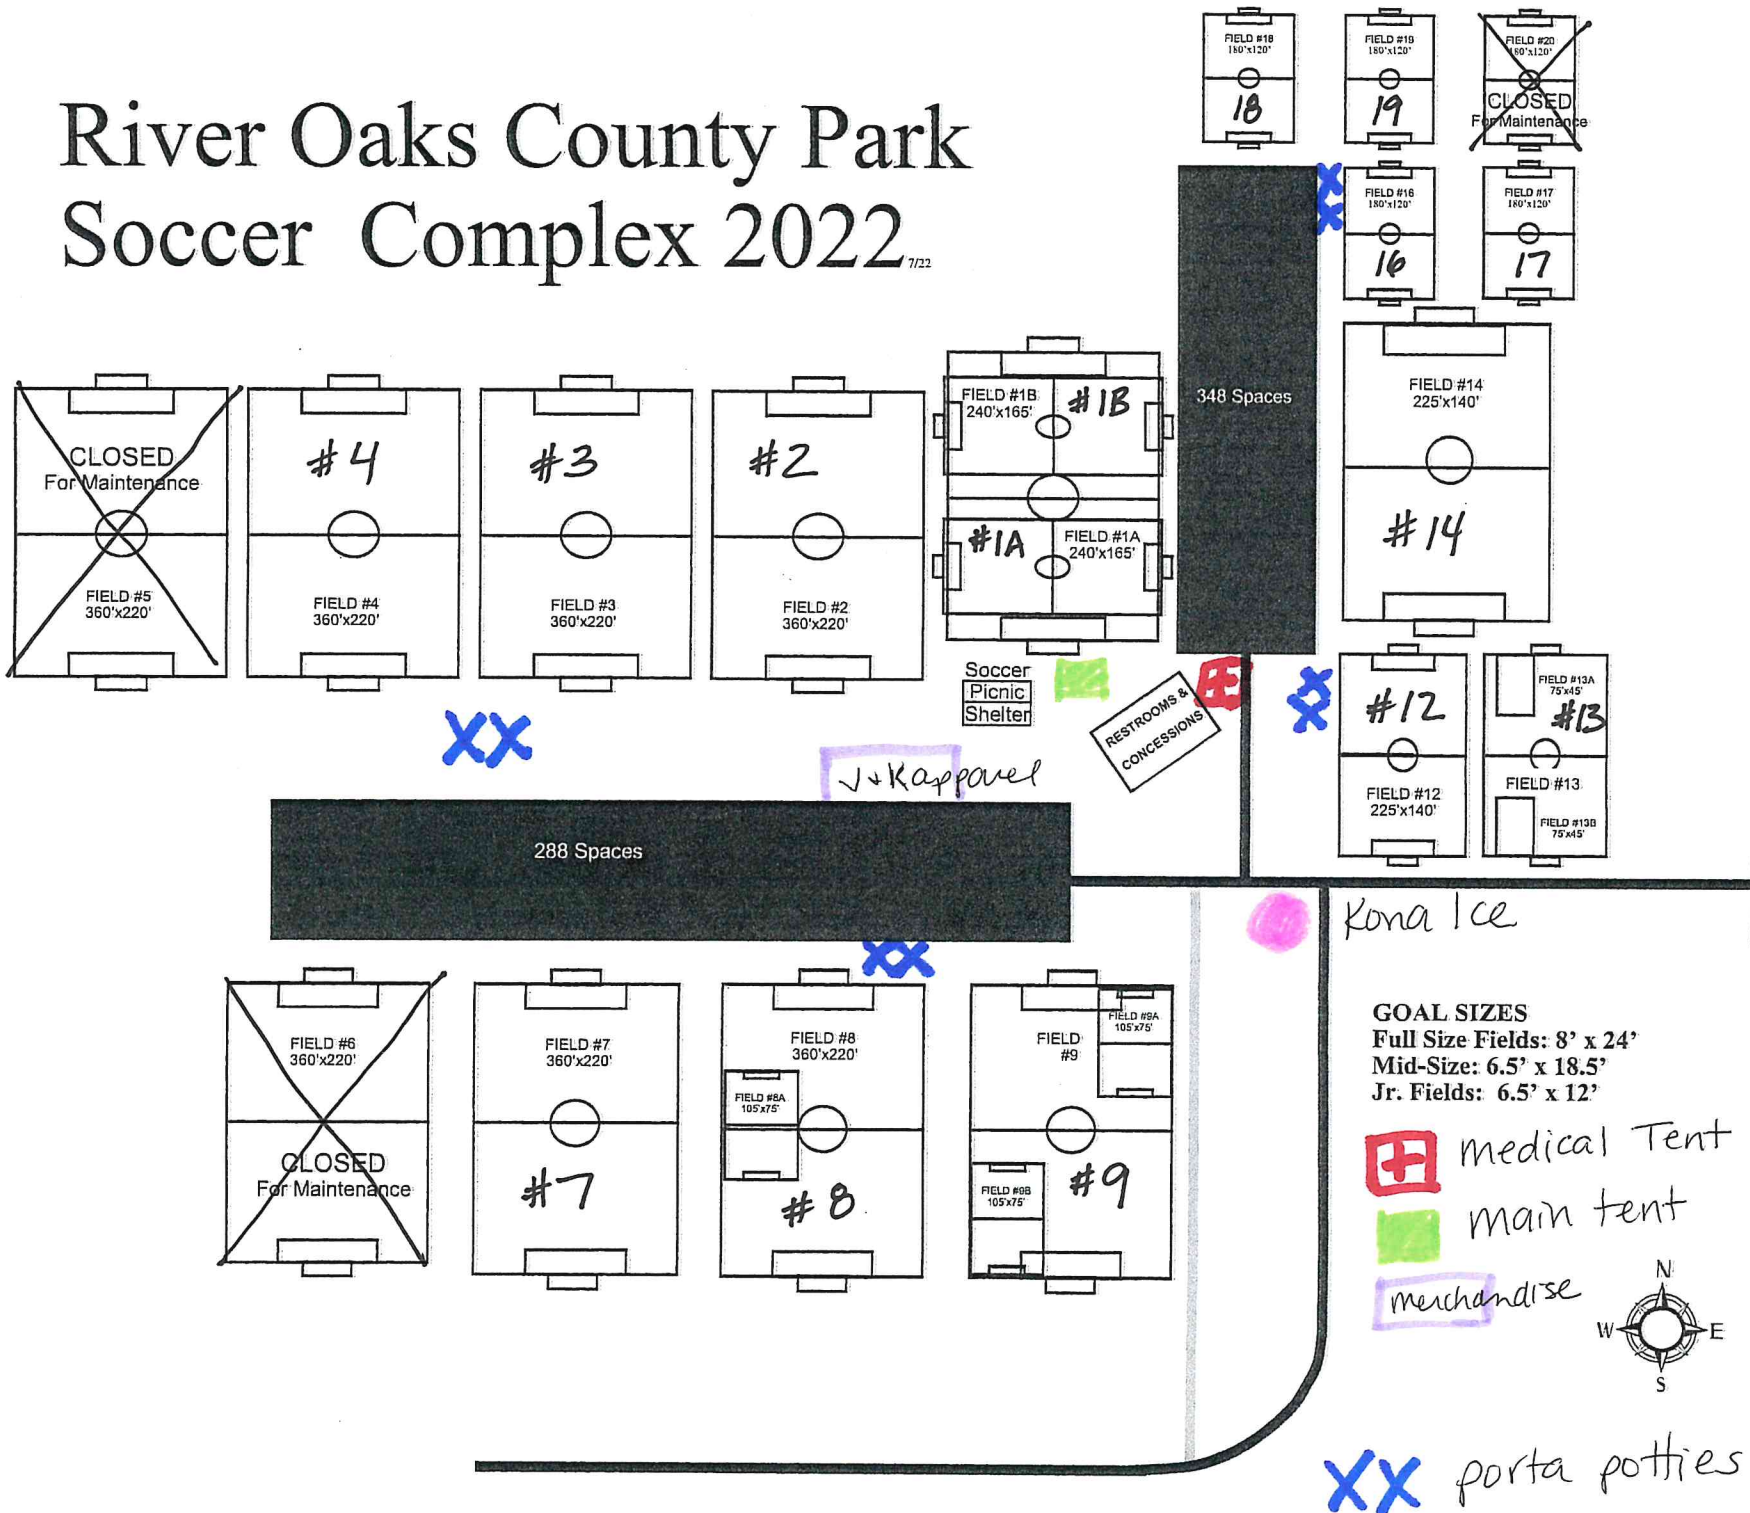 River Oaks County Park
Soccer Complex 2022
7/22
FIELD #18
180'x120'
18
FIELD #19
180'x120'
19
FIELD #20
180'x120'
CLOSED
For Maintenance
FIELD #16
180'x120'
16
FIELD #17
180'x120'
17
348 Spaces
FIELD #14
225'x140'
#14
CLOSED
For Maintenance
FIELD #5
360'x220'
#4
FIELD #4
360'x220'
#3
FIELD #3
360'x220'
#2
FIELD #2
360'x220'
FIELD #1B
240'x165'
#1B
#1A
FIELD #1A
240'x165'
Soccer
Picnic
Shelter
RESTROOMS &
CONCESSIONS
#12
FIELD #12
225'x140'
FIELD #13A
75'x45'
#13
FIELD #13
FIELD #13B
75'x45'
XX
J+K apparel
288 Spaces
Kona Ice
FIELD #6
360'x220'
CLOSED
For Maintenance
FIELD #7
360'x220'
#7
FIELD #8
360'x220'
FIELD #8A
105'x75'
#8
FIELD
#9
FIELD #9A
105'x75'
FIELD #9B
105'x75'
#9
GOAL SIZES
Full Size Fields: 8' x 24'
Mid-Size: 6.5' x 18.5'
Jr. Fields: 6.5' x 12'
medical Tent
main tent
merchandise
N
W E
S
XX porta potties